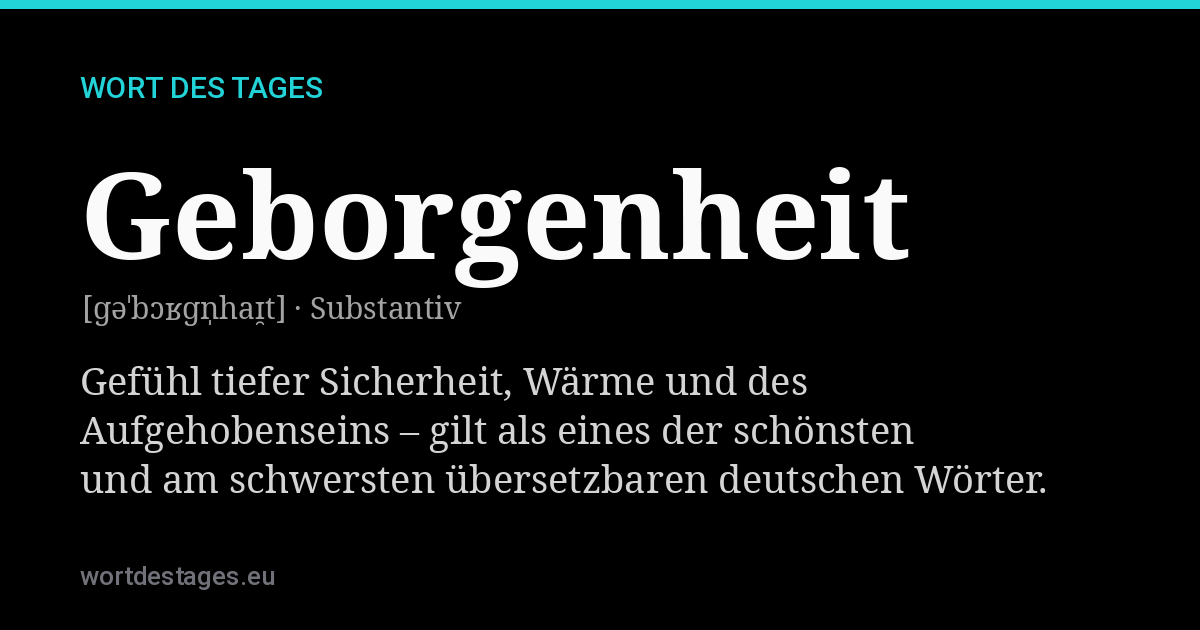 WORT DES TAGES
Geborgenheit
[ɡəˈbɔʁɡn̩haɪ̯t] · Substantiv
Gefühl tiefer Sicherheit, Wärme und des
Aufgehobenseins – gilt als eines der schönsten
und am schwersten übersetzbaren deutschen Wörter.
wortdestages.eu